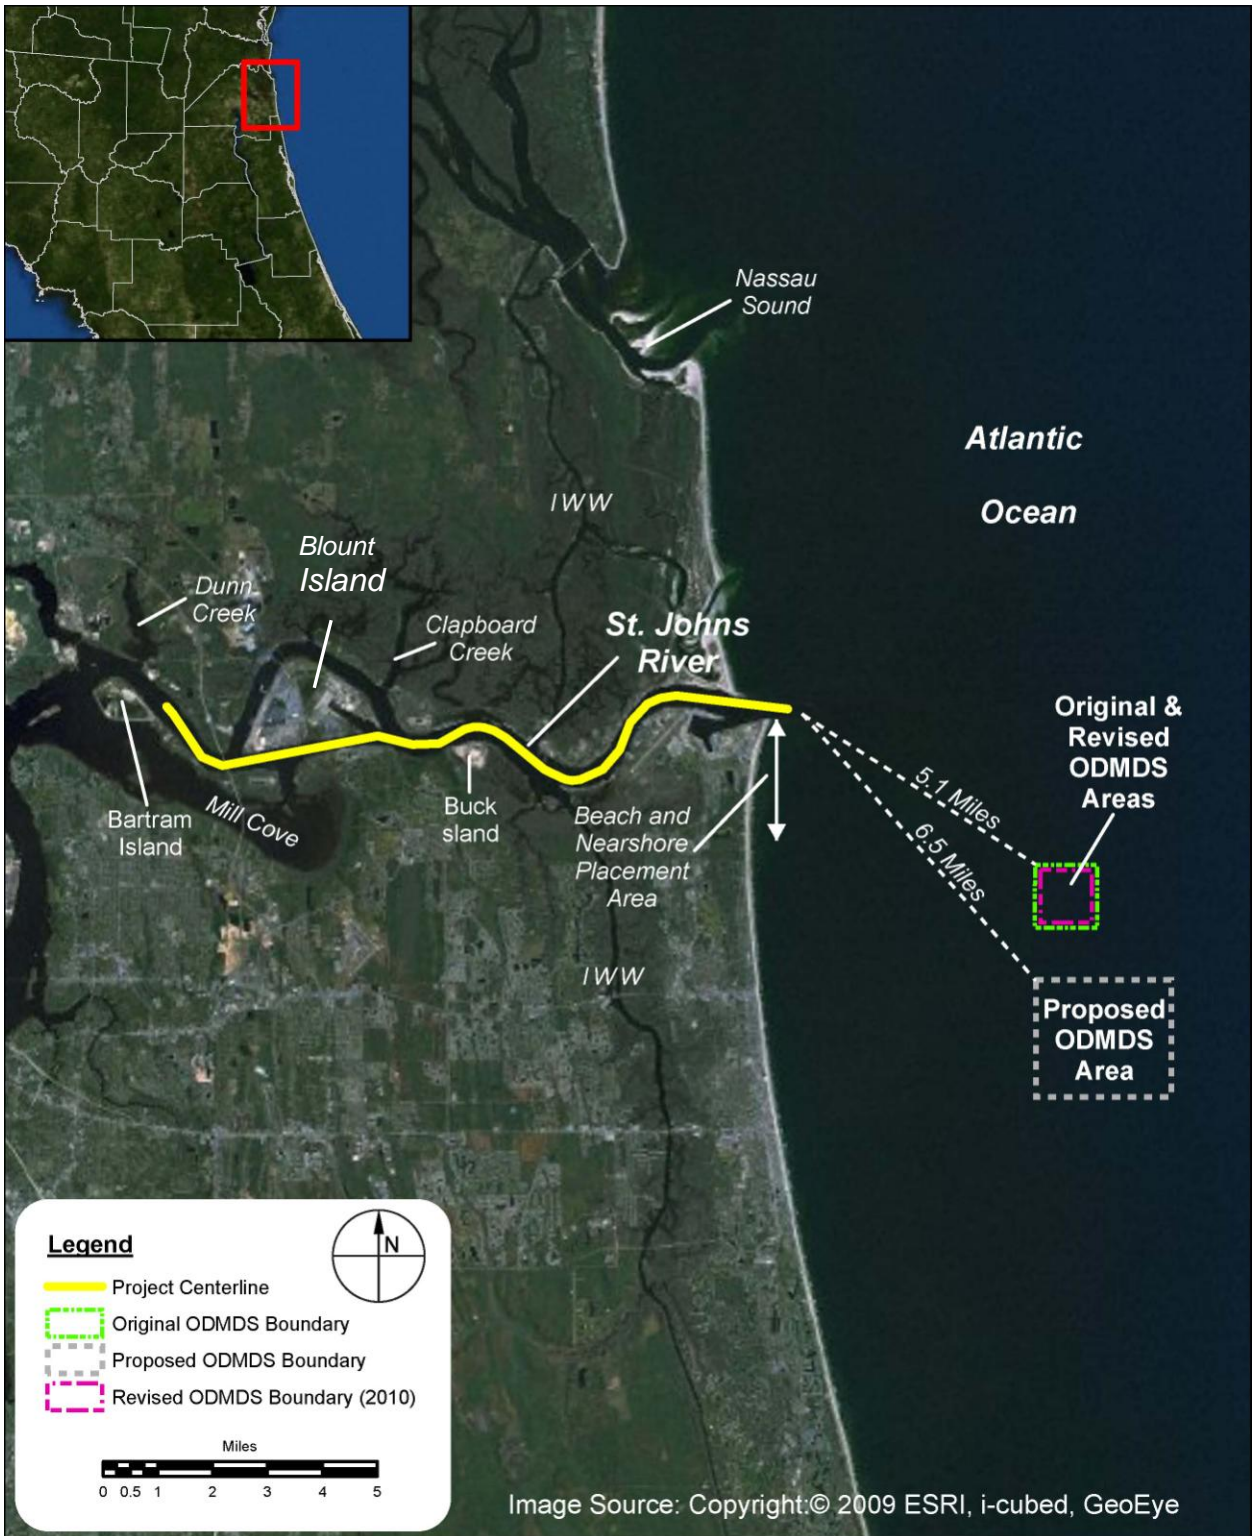 Nassau
Sound
Atlantic
Ocean
IWW
Blount
Island
Dunn
Creek
Clapboard
Creek
St. Johns
River
Original &
Revised
ODMDS
Areas
5.1 Miles
6.5 Miles
Bartram
Island
Mill Cove
Buck
sland
Beach and
Nearshore
Placement
Area
IWW
Proposed
ODMDS
Area
Legend
N
Project Centerline
Original ODMDS Boundary
Proposed ODMDS Boundary
Revised ODMDS Boundary (2010)
Miles
0 0.5 1 2 3 4 5
Image Source: Copyright:© 2009 ESRI, i-cubed, GeoEye